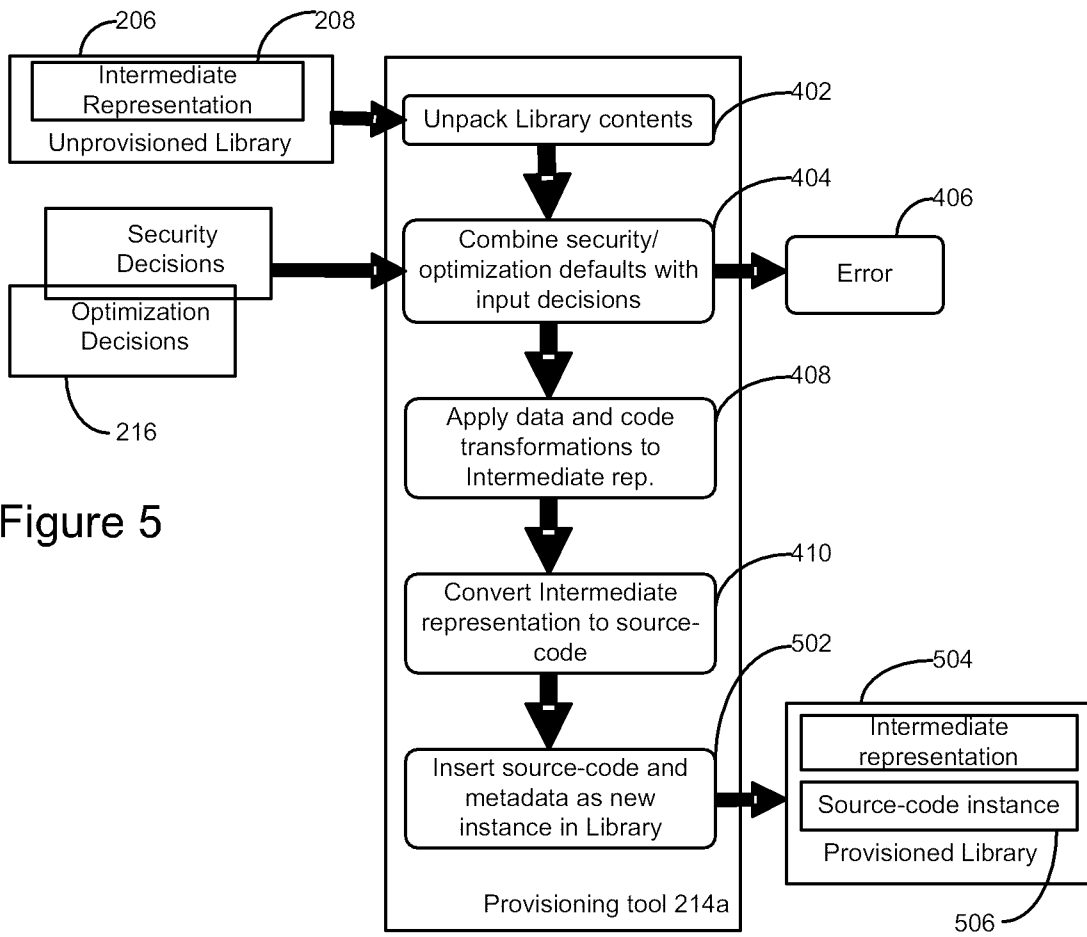 206
208
Intermediate
Representation
Unprovisioned Library
Unpack Library contents
402
404
Security
Decisions
Optimization
Decisions
216
Combine security/
optimization defaults with
input decisions
406
Error
408
Apply data and code
transformations to
Intermediate rep.
Figure 5
410
Convert Intermediate
representation to source-
code
502
504
Insert source-code and
metadata as new
instance in Library
Intermediate
representation
Source-code instance
Provisioned Library
506
Provisioning tool 214a